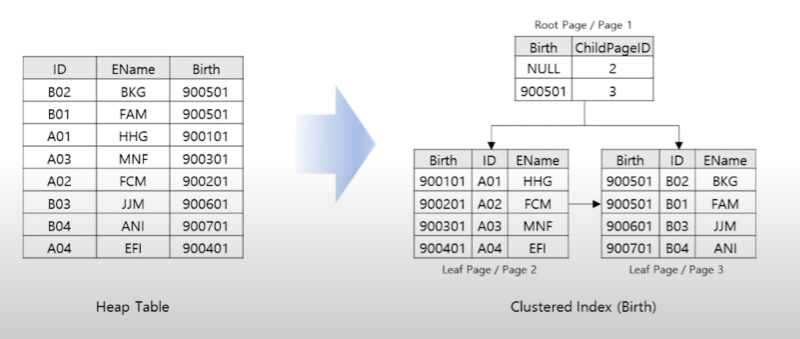 Root Page / Page 1
Birth ChildPageID
NULL 2
900501 3
ID EName Birth
B02 BKG 900501
B01 FAM 900501
A01 HHG 900101
A03 MNF 900301
A02 FCM 900201
B03 JJM 900601
B04 ANI 900701
A04 EFI 900401
Heap Table
Birth ID EName
900101 A01 HHG
900201 A02 FCM
900301 A03 MNF
900401 A04 EFI
Leaf Page / Page 2
Birth ID EName
900501 B02 BKG
900501 B01 FAM
900601 B03 JJM
900701 B04 ANI
Leaf Page / Page 3
Clustered Index (Birth)